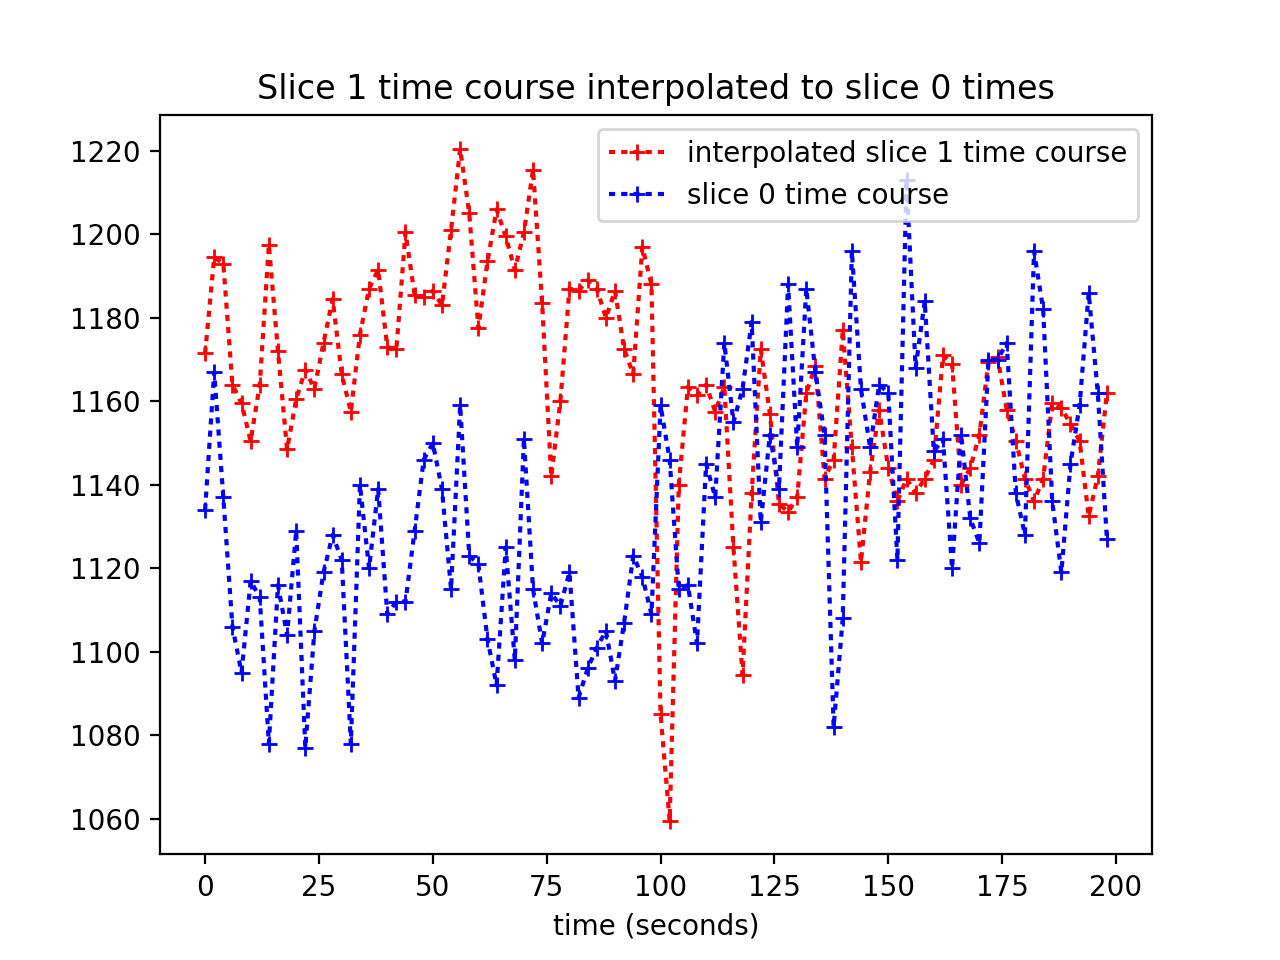 Slice 1 time course interpolated to slice 0 times
interpolated slice 1 time course
slice 0 time course
1220
1200
1180
1160
1140
1120
1100
1080
1060
0 25 50 75 100 125 150 175 200
time (seconds)